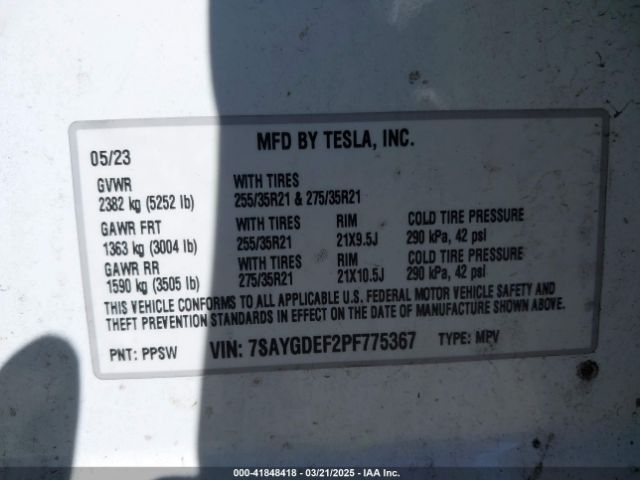 MFD BY TESLA, INC.
05/23
GVWR WITH TIRES
2382 kg (5252 lb) 255/35R21 & 275/35R21
GAWR FRT WITH TIRES RIM COLD TIRE PRESSURE
1363 kg (3004 lb) 255/35R21 21X9.5J 290 kPa, 42 psi
GAWR RR WITH TIRES RIM COLD TIRE PRESSURE
1590 kg (3505 lb) 275/35R21 21X10.5J 290 kPa, 42 psi
THIS VEHICLE CONFORMS TO ALL APPLICABLE U.S. FEDERAL MOTOR VEHICLE SAFETY AND
THEFT PREVENTION STANDARDS IN EFFECT ON THE DATE OF MANUFACTURE SHOWN ABOVE.
PNT: PPSW VIN: 7SAYGDEF2PF775367 TYPE: MPV
000-41848418 - 03/21/2025 - IAA Inc.